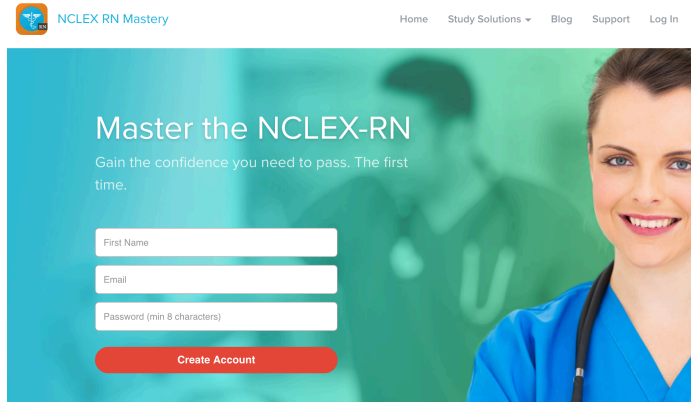 RN
NCLEX RN Mastery
Home
Study Solutions
Blog
Support
Log In
Master the NCLEX-RN
Gain the confidence you need to pass. The first
time.
First Name
Email
Password (min 8 characters)
Create Account